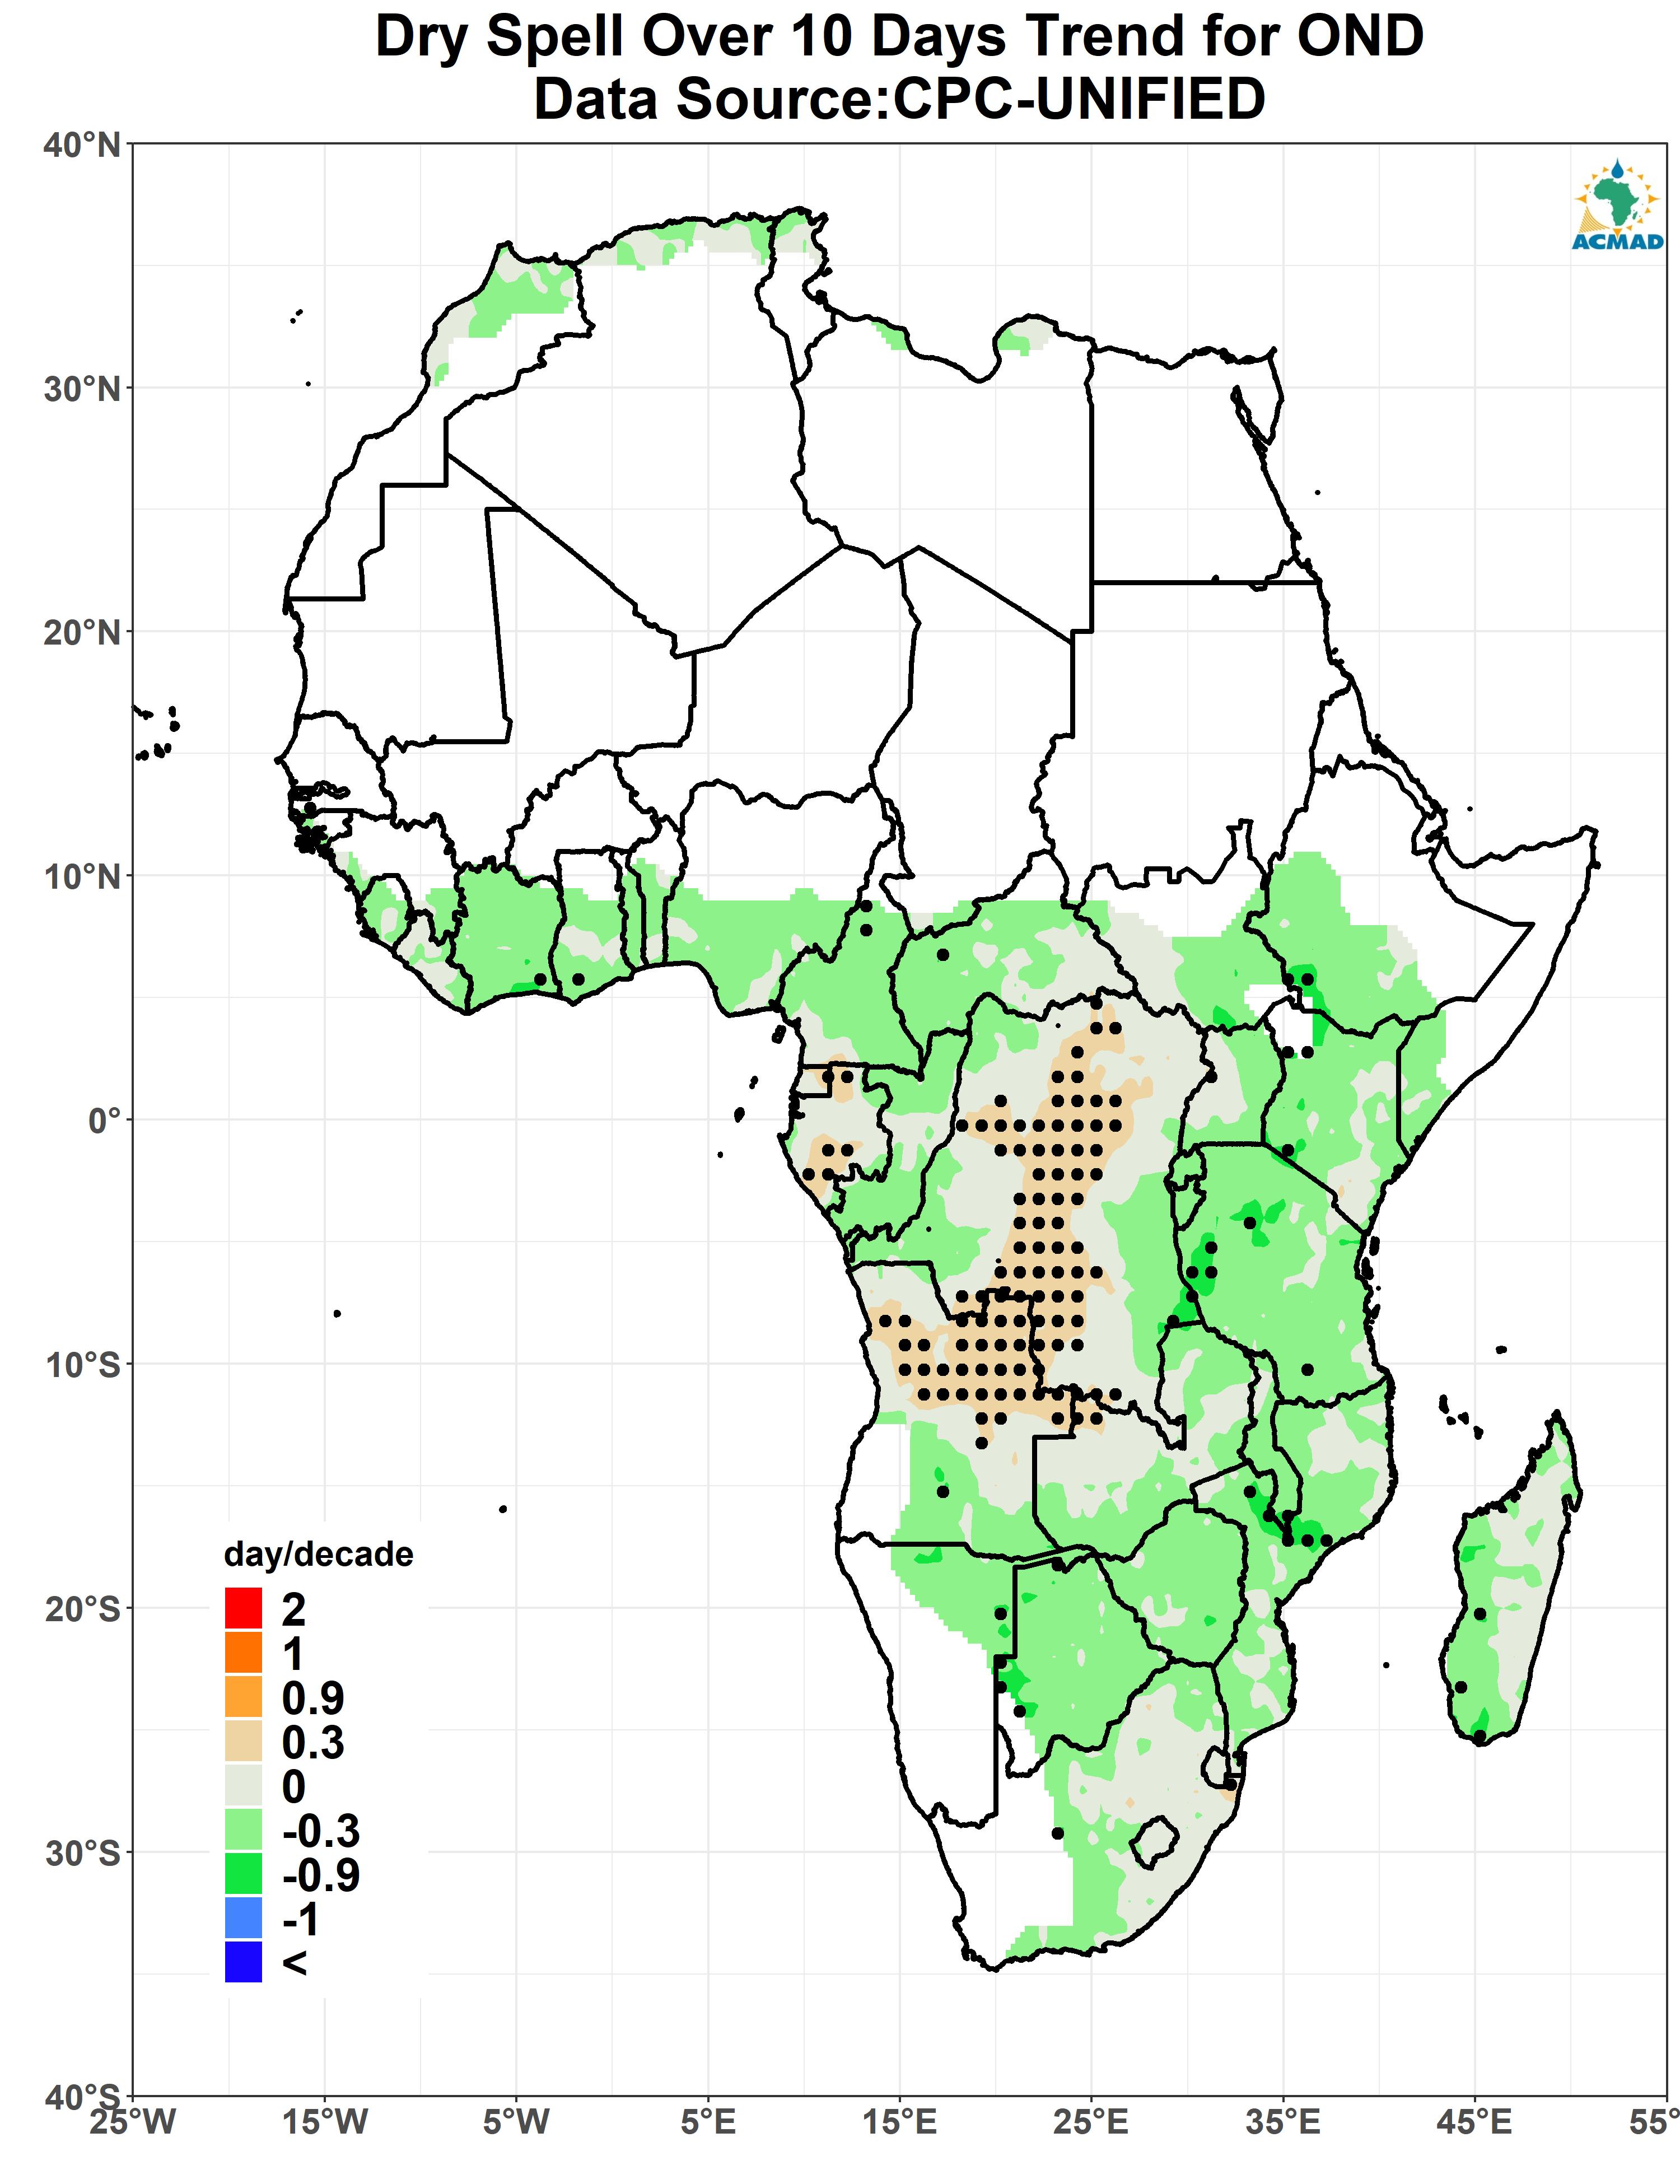 Dry Spell Over 10 Days Trend for OND
Data Source:CPC-UNIFIED
40°N
ACMAD
30°N
20°N
10°N
0°
10°S
20°S
30°S
40°S
day/decade
2
1
0.9
0.3
0
-0.3
-0.9
-1
<
25°W 15°W 5°W 5°E 15°E 25°E 35°E 45°E 55°